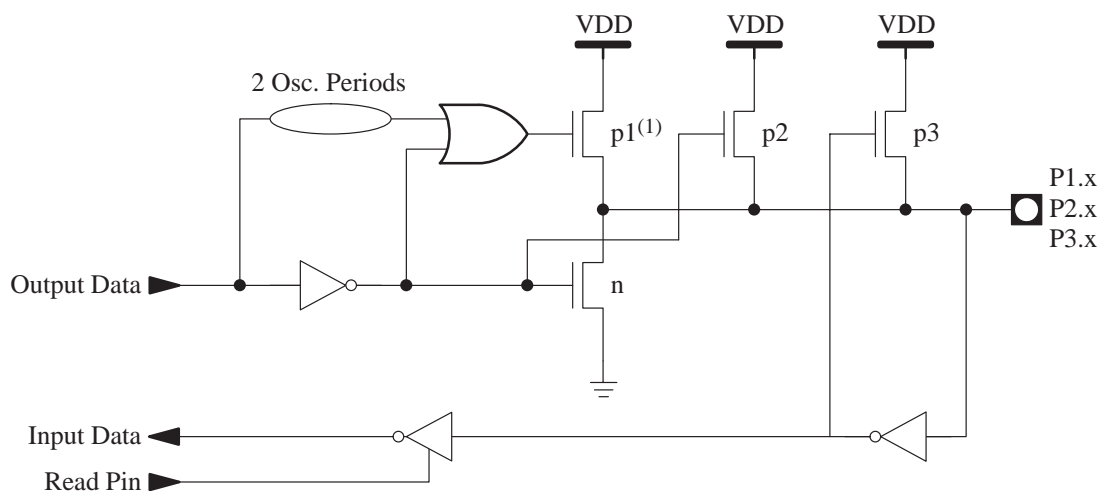 VDD VDD VDD
2 Osc. Periods
p1(1) p2 p3
P1.x
P2.x
P3.x
Output Data
n
Input Data
Read Pin